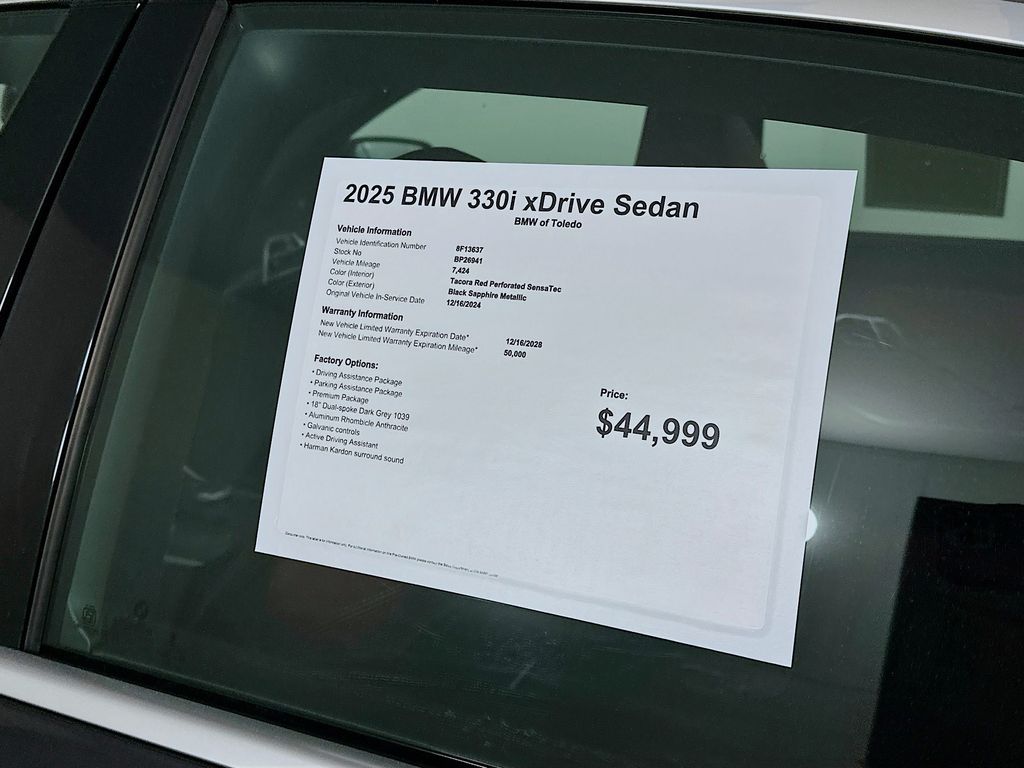 2025 BMW 330i xDrive Sedan
BMW of Toledo
Vehicle Information
Vehicle Identification Number 8F13637
Stock No BP26941
Vehicle Mileage 7,424
Color (Interior) Tacora Red Perforated SensaTec
Color (Exterior) Black Sapphire Metallic
Original Vehicle In-Service Date 12/16/2024
Warranty Information
New Vehicle Limited Warranty Expiration Date* 12/16/2028
New Vehicle Limited Warranty Expiration Mileage* 50,000
Factory Options:
• Driving Assistance Package
• Parking Assistance Package
• Premium Package
• 18" Dual-spoke Dark Grey 1039
• Aluminum Rhombicle Anthracite
• Galvanic controls
• Active Driving Assistant
• Harman Kardon surround sound
Price:
$44,999